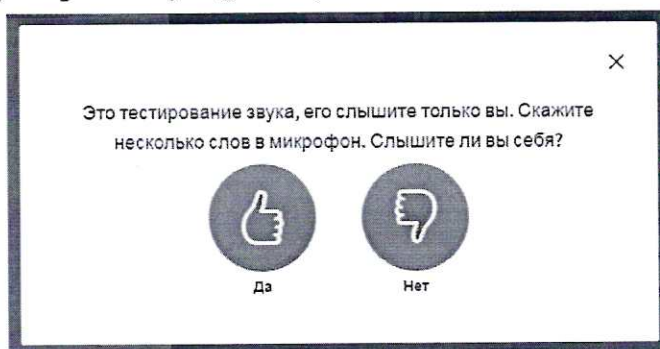 Это тестирование звука, его слышите только вы. Скажите
несколько слов в микрофон. Слышите ли вы себя?
Да Нет